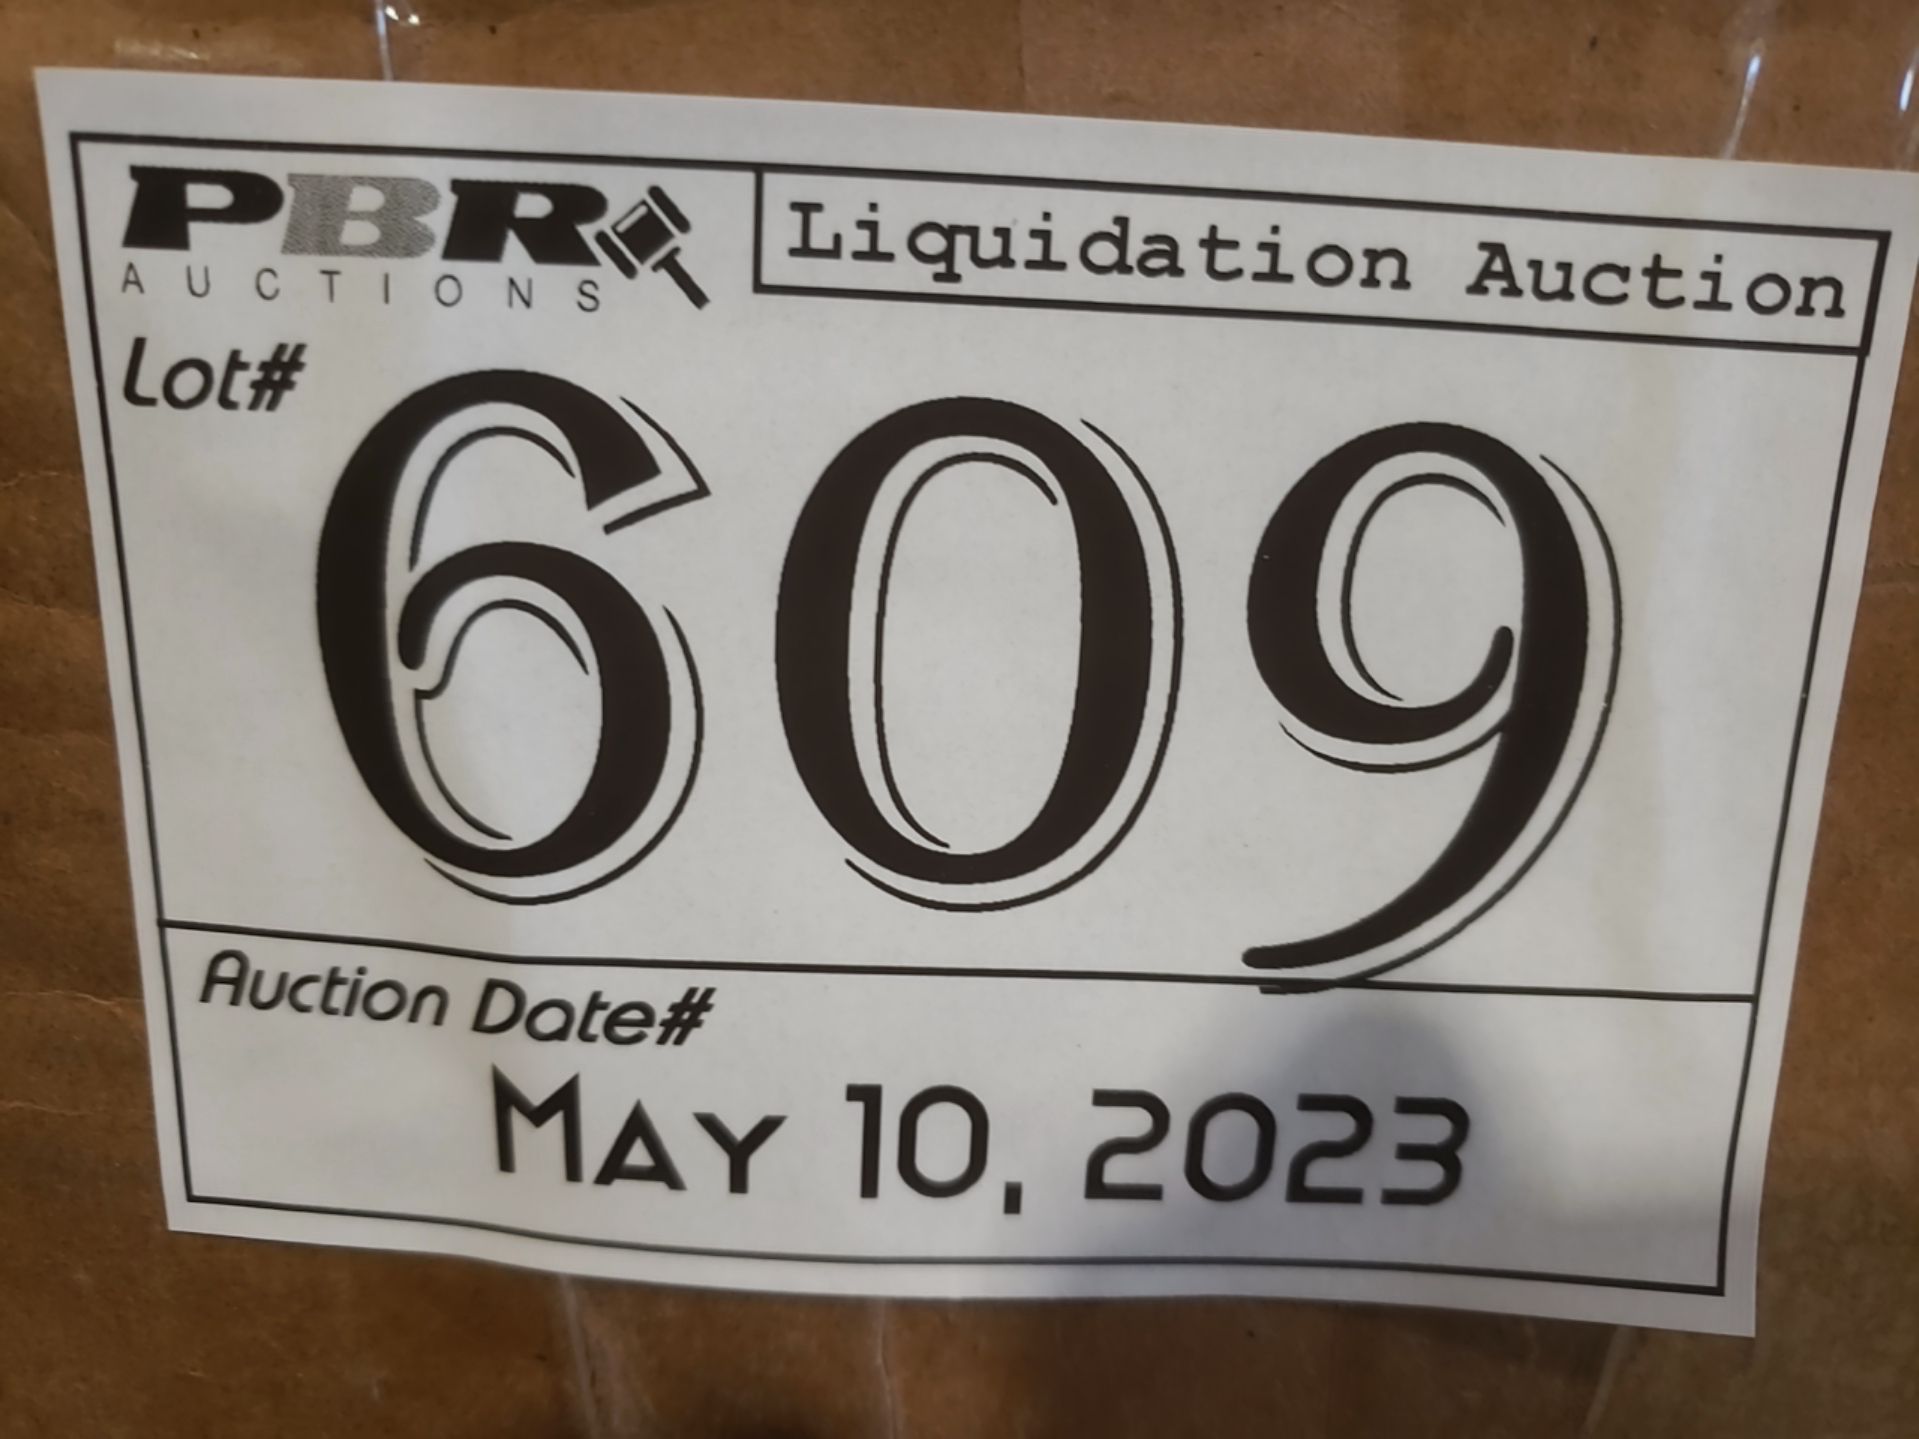 PBR
AUCTIONS
Liquidation Auction
Lot#
609
Auction Date#
MAY 10, 2023